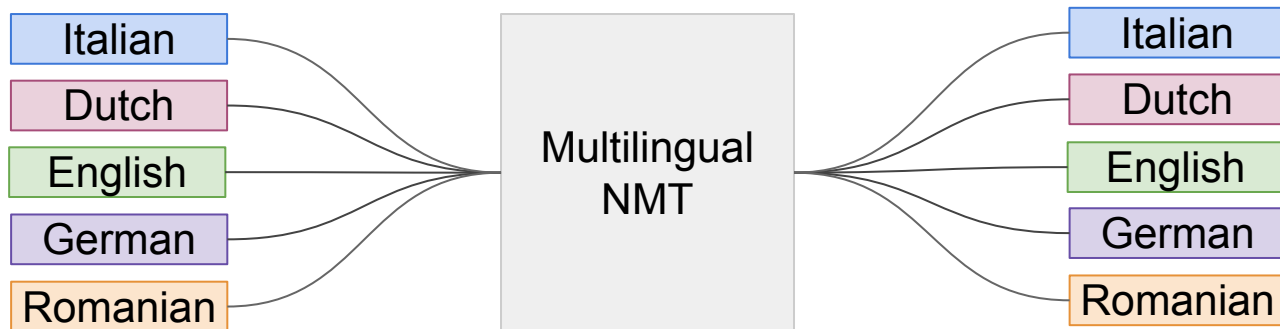 Italian
Dutch
English
German
Romanian
Multilingual
NMT
Italian
Dutch
English
German
Romanian